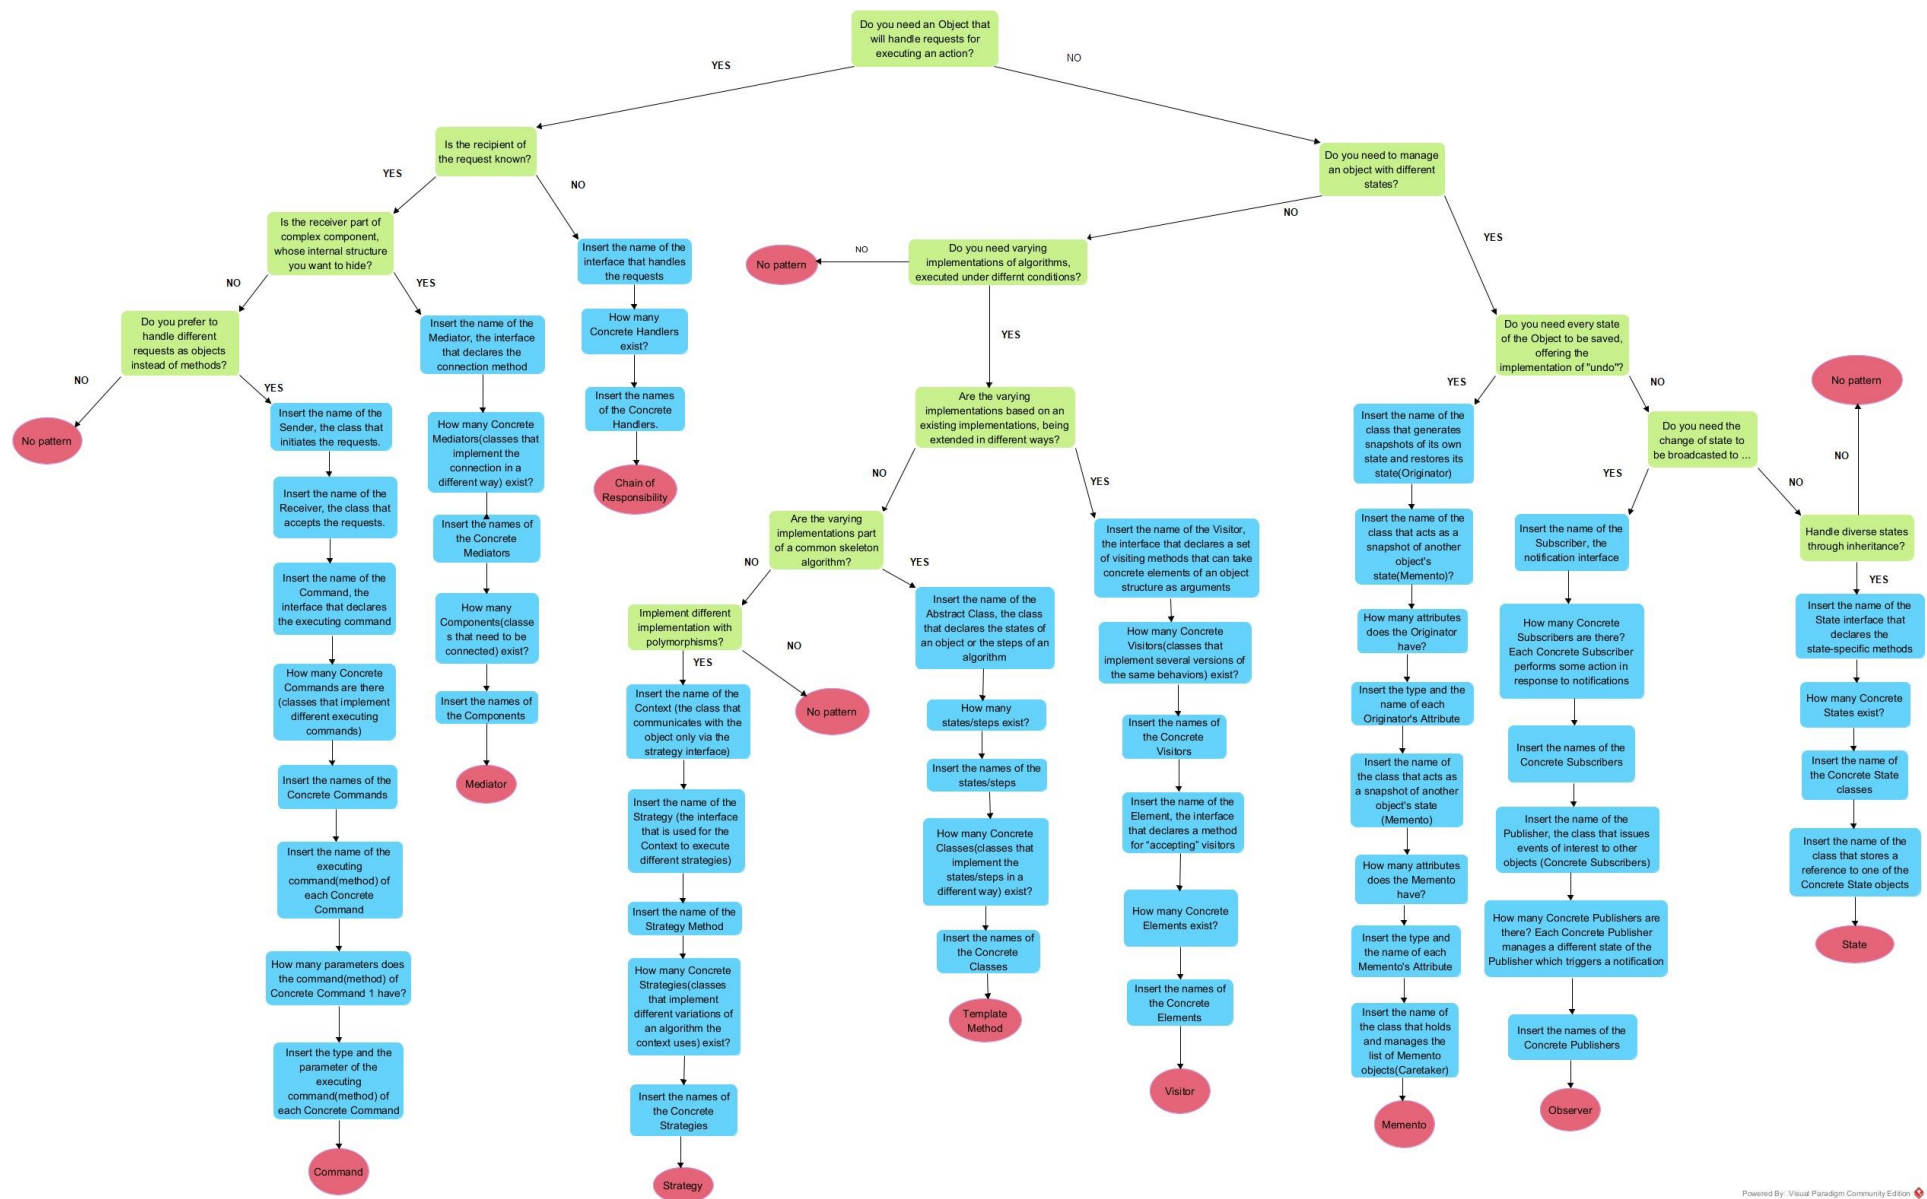 Do you need an Object that
will handle requests for
executing an action?
YES
NO
Is the recipient of
the request known?
YES
NO
Do you need to manage
an object with different
states?
NO
YES
Is the receiver part of
complex component,
whose internal structure
you want to hide?
NO
YES
Insert the name of the
interface that handles
the requests
No pattern
NO
Do you need varying
implementations of algorithms,
executed under differnt conditions?
YES
Do you prefer to
handle different
requests as objects
instead of methods?
NO
YES
Insert the name of the
Mediator, the interface
that declares the
connection method
How many
Concrete Handlers
exist?
Insert the names
of the Concrete
Handlers.
Chain of
Responsibility
Do you need every state
of the Object to be saved,
offering the
implementation of "undo"?
YES
NO
No pattern
NO
No pattern
Insert the name of the
Sender, the class that
initiates the requests.
Insert the name of the
Receiver, the class that
accepts the requests.
Insert the name of the
Command, the
interface that declares
the executing command
How many Concrete
Commands are there
(classes that implement
different executing
commands)
Insert the names of the
Concrete Commands
Insert the name of the
executing
command(method) of
each Concrete
Command
How many parameters does
the command(method) of
Concrete Command 1 have?
Insert the type and the
parameter of the
executing
command(method) of
each Concrete Command
Command
How many Concrete
Mediators(classes that
implement the
connection in a
different way) exist?
Insert the names of
the Concrete
Mediators
How many
Components(classe
s that need to be
connected) exist?
Insert the names of
the Components
Mediator
Are the varying
implementations based on an
existing implementations, being
extended in different ways?
NO
YES
Are the varying
implementations part
of a common skeleton
algorithm?
NO
YES
Implement different
implementation with
polymorphisms?
YES
NO
No pattern
Insert the name of the
Context (the class that
communicates with the
object only via the
strategy interface)
Insert the name of the
Strategy (the interface
that is used for the
Context to execute
different strategies)
Insert the name of the
Strategy Method
How many Concrete
Strategies(classes
that implement
different variations of
an algorithm the
context uses) exist?
Insert the names of
the Concrete
Strategies
Strategy
Insert the name of the
Abstract Class, the class
that declares the states of
an object or the steps of an
algorithm
How many
states/steps exist?
Insert the names of the
states/steps
How many Concrete
Classes(classes that
implement the
states/steps in a
different way) exist?
Insert the names of
the Concrete
Classes
Template
Method
Insert the name of the Visitor,
the interface that declares a set
of visiting methods that can take
concrete elements of an object
structure as arguments
How many Concrete
Visitors(classes that
implement several versions of
the same behaviors) exist?
Insert the names of
the Concrete
Visitors
Insert the name of the
Element, the interface
that declares a method
for "accepting" visitors
How many Concrete
Elements exist?
Insert the names of
the Concrete
Elements
Visitor
Insert the name of the
class that generates
snapshots of its own
state and restores its
state(Originator)
Insert the name of the
class that acts as a
snapshot of another
object's
state(Memento)?
How many attributes
does the Originator
have?
Insert the type and the
name of each
Originator's Attribute
Insert the name of
the class that acts as
a snapshot of another
object's state
(Memento)
How many attributes
does the Memento
have?
Insert the type and
the name of each
Memento's Attribute
Insert the name of
the class that holds
and manages the
list of Memento
objects(Caretaker)
Memento
Do you need the
change of state to
be broadcasted to ...
YES
NO
Insert the name of the
Subscriber, the
notification interface
How many Concrete
Subscribers are there?
Each Concrete Subscriber
performs some action in
response to notifications
Insert the names of the
Concrete Subscribers
Insert the name of the
Publisher, the class that issues
events of interest to other
objects (Concrete Subscribers)
How many Concrete Publishers are
there? Each Concrete Publisher
manages a different state of the
Publisher which triggers a notification
Insert the names of the
Concrete Publishers
Observer
Handle diverse states
through inheritance?
YES
Insert the name of the
State interface that
declares the
state-specific methods
How many Concrete
States exist?
Insert the name of
the Concrete State
classes
Insert the name of the
class that stores a
reference to one of the
Concrete State objects
State
Powered By: Visual Paradigm Community Edition